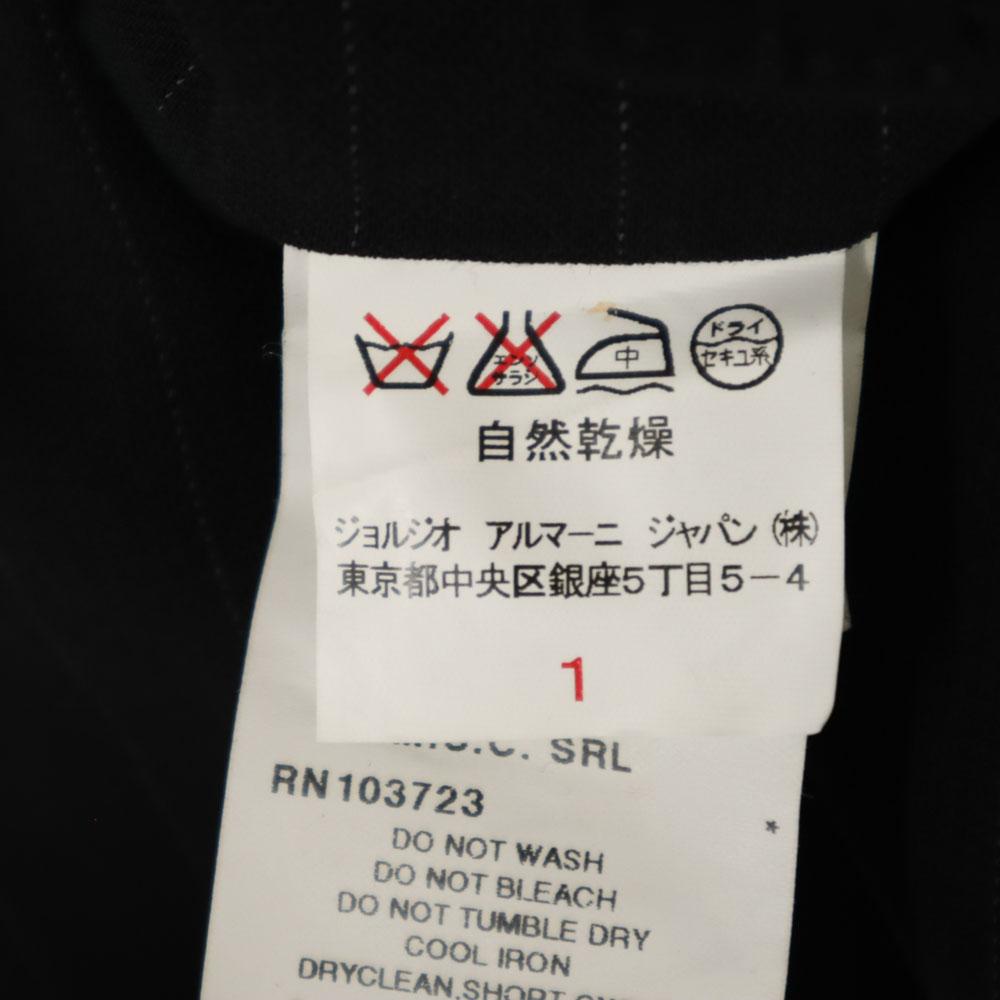 エンソ
サラシ
中
ドライ
セキユ系
自然乾燥
ジョルジオ アルマーニ ジャパン(株)
東京都中央区銀座5丁目5-4
1
SRL
RN103723
*
DO NOT WASH
DO NOT BLEACH
DO NOT TUMBLE DRY
COOL IRON
DRYCLEAN,SHORT